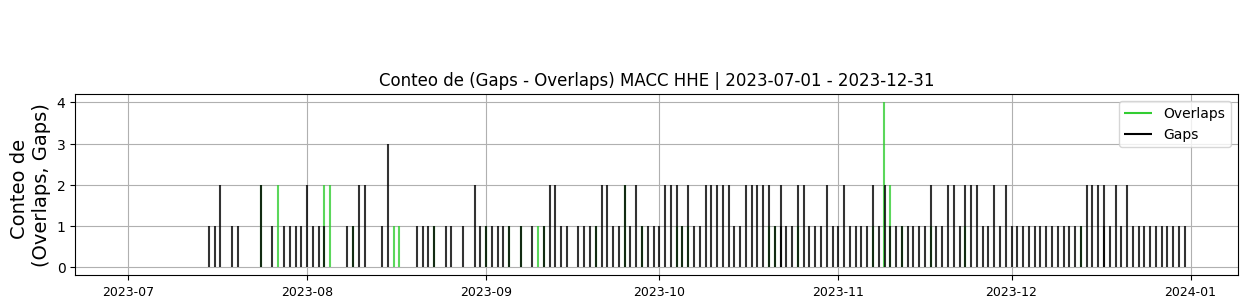 Conteo de (Gaps - Overlaps) MACC HHE | 2023-07-01 - 2023-12-31
Conteo de
(Overlaps, Gaps)
4
3
2
1
0
Overlaps
Gaps
2023-07
2023-08
2023-09
2023-10
2023-11
2023-12
2024-01